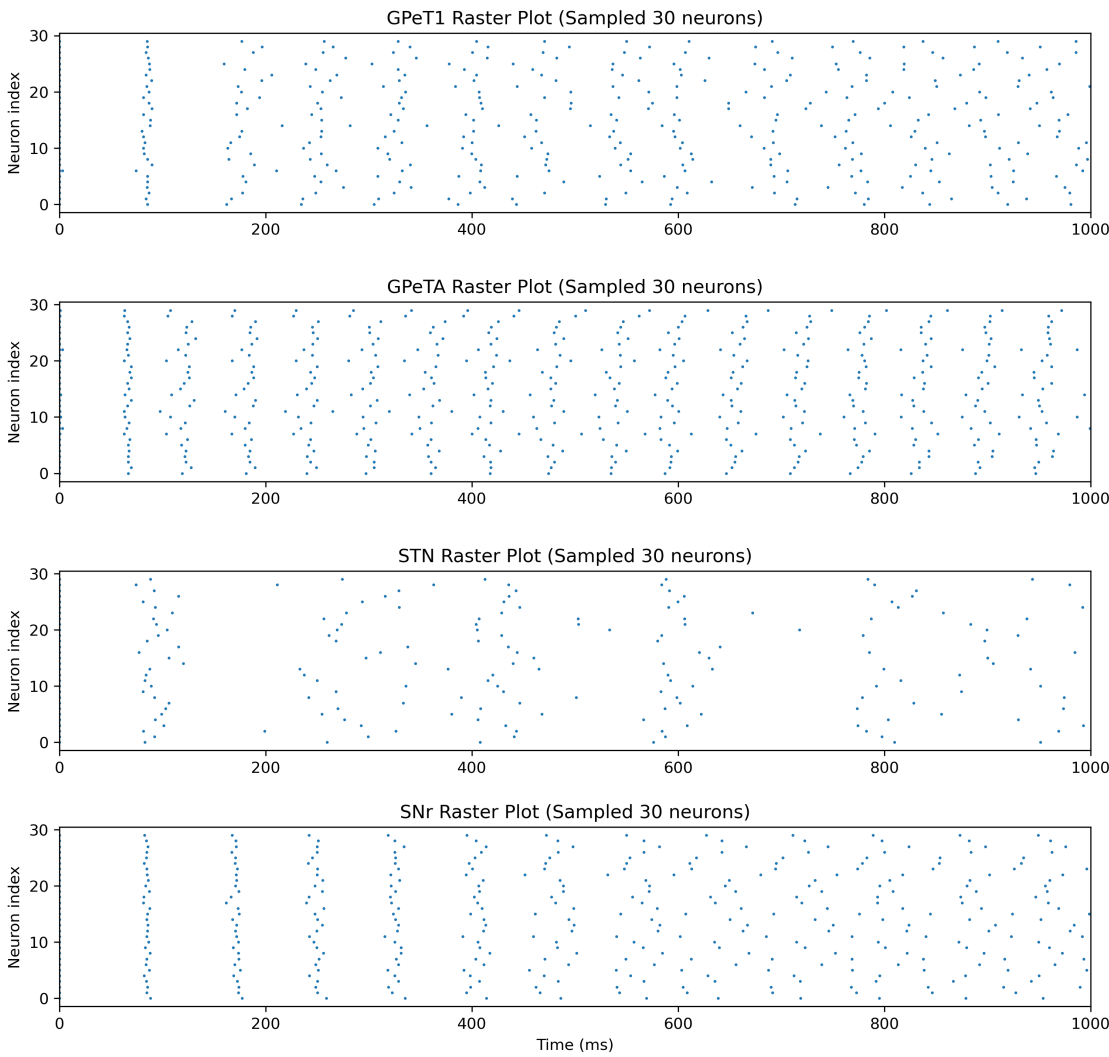 GPeT1 Raster Plot (Sampled 30 neurons)
Neuron index
30
20
10
0
0 200 400 600 800 1000
GPeTA Raster Plot (Sampled 30 neurons)
Neuron index
30
20
10
0
0 200 400 600 800 1000
STN Raster Plot (Sampled 30 neurons)
Neuron index
30
20
10
0
0 200 400 600 800 1000
SNr Raster Plot (Sampled 30 neurons)
Neuron index
30
20
10
0
0 200 400 600 800 1000
Time (ms)